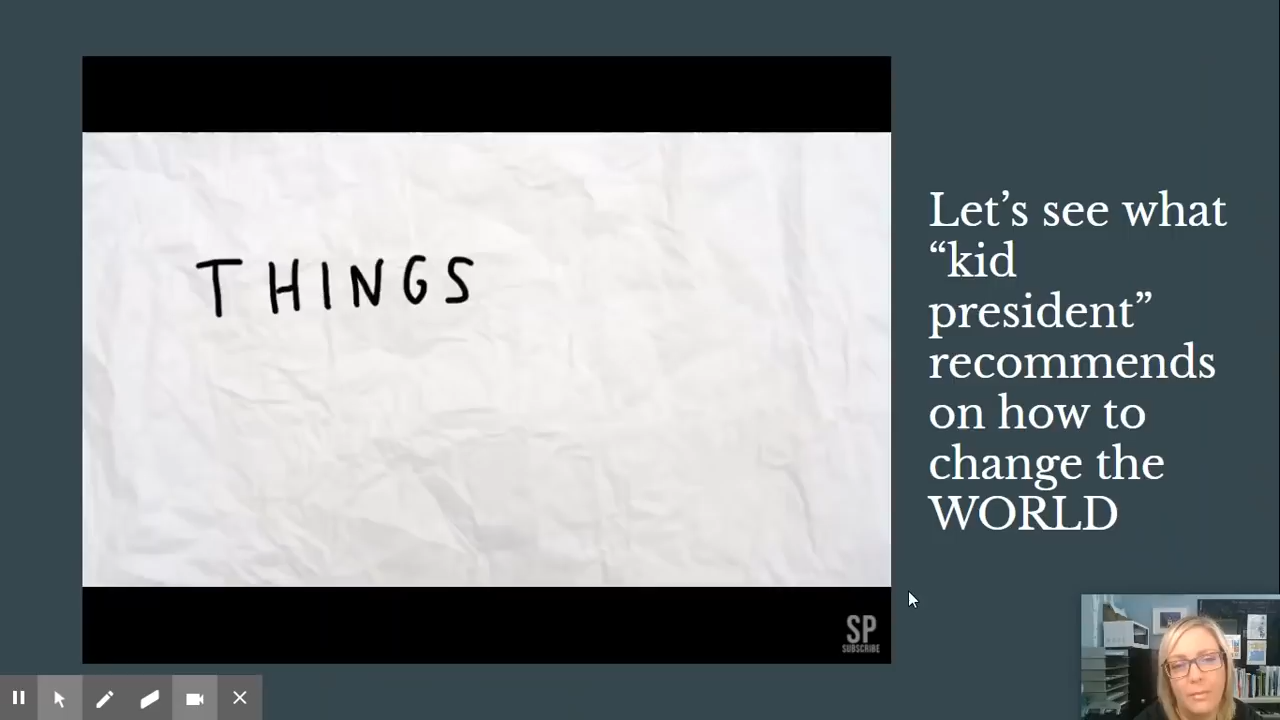 THINGS
Let’s see what
“kid
president”
recommends
on how to
change the
WORLD
SP
SUBSCRIBE